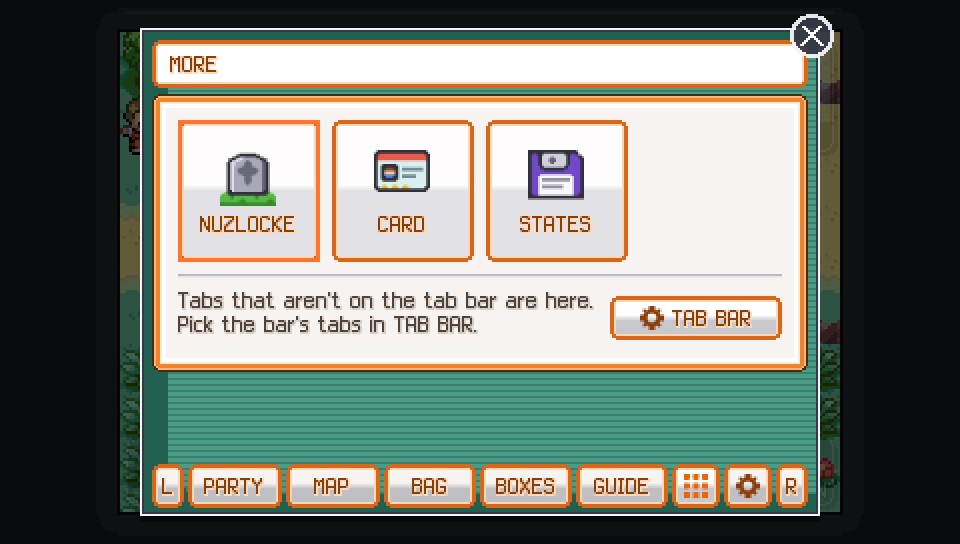 MORE
NUZLOCKE
CARD
STATES
Tabs that aren't on the tab bar are here.
Pick the bar's tabs in TAB BAR.
TAB BAR
L
PARTY
MAP
BAG
BOXES
GUIDE
R